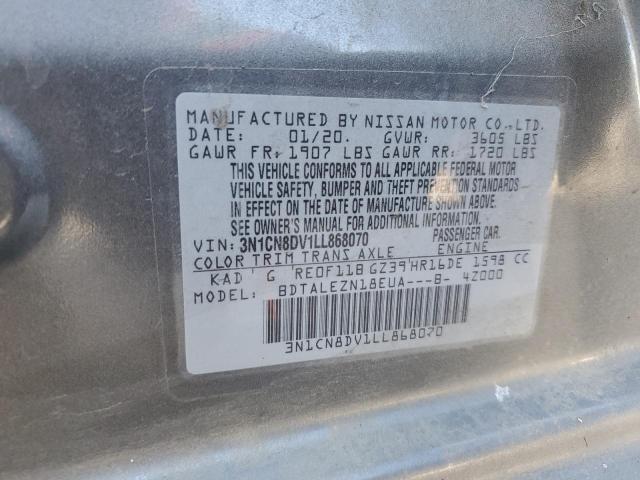 MANUFACTURED BY NISSAN MOTOR CO.,LTD.
DATE: 01/20. GVWR: 3605 LBS
GAWR FR: 1907 LBS GAWR RR: 1720 LBS
THIS VEHICLE CONFORMS TO ALL APPLICABLE FEDERAL MOTOR
VEHICLE SAFETY, BUMPER AND THEFT PREVENTION STANDARDS
IN EFFECT ON THE DATE OF MANUFACTURE SHOWN ABOVE.
SEE OWNER'S MANUAL FOR ADDITIONAL INFORMATION.
VIN: 3N1CN8DV1LL868070 PASSENGER CAR.
COLOR TRIM TRANS AXLE ENGINE
KAD G RE0F11B GZ39 HR16DE 1598 CC
MODEL: BDTALEZN18EUA---B- 42000
3N1CN8DV1LL868070